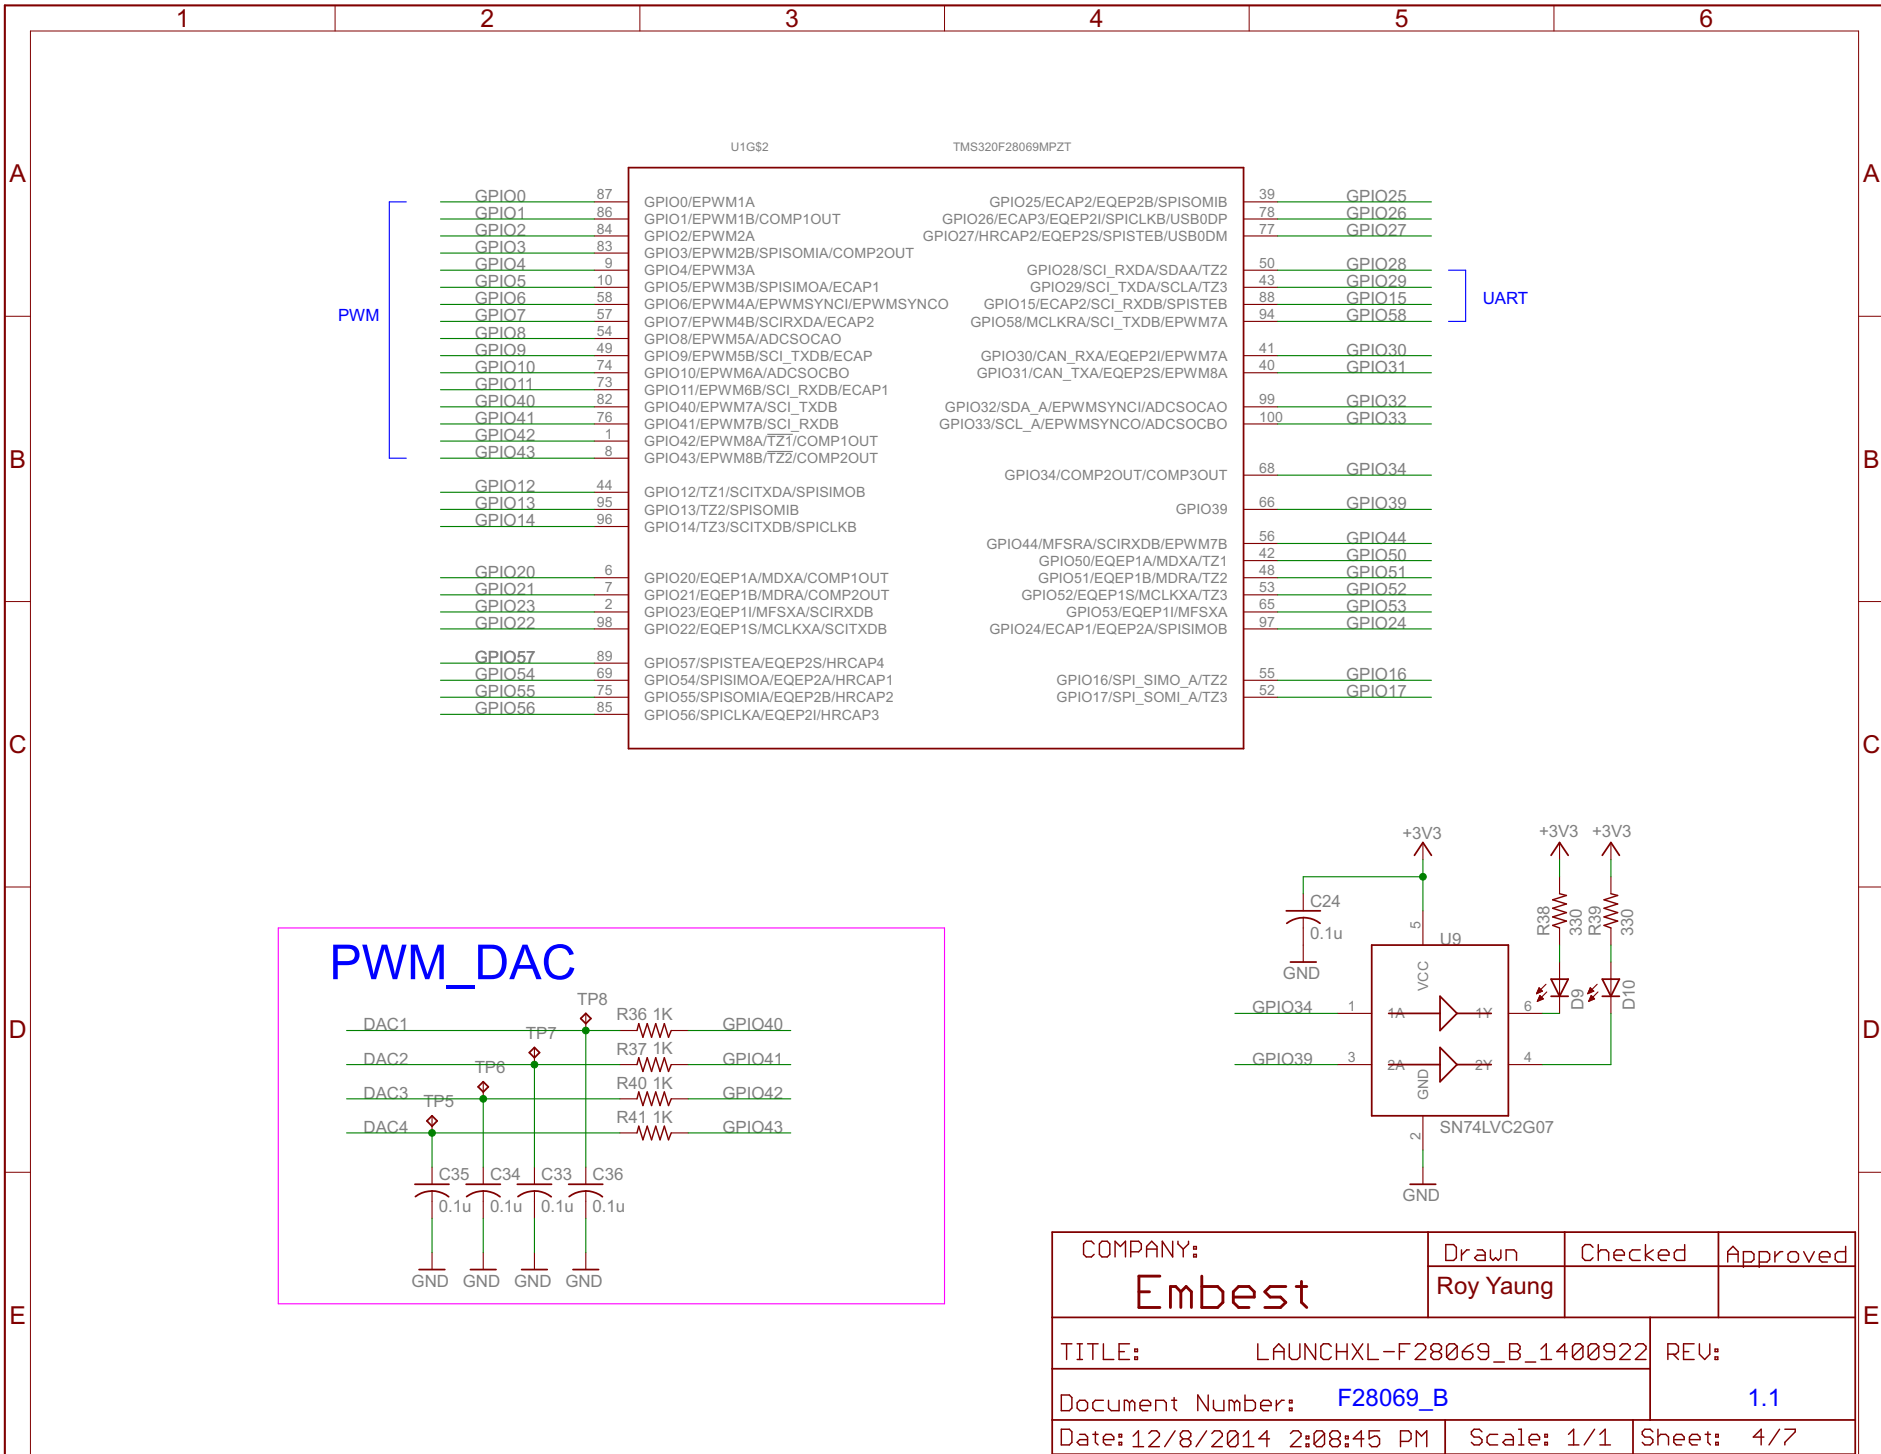 1 2 3 4 5 6
A A
B B
C C
D D
E E
U1G$2 TMS320F28069MPZT
PWM
GPIO0 87 GPIO0/EPWM1A
GPIO1 86 GPIO1/EPWM1B/COMP1OUT
GPIO2 84 GPIO2/EPWM2A
GPIO3 83 GPIO3/EPWM2B/SPISOMIA/COMP2OUT
GPIO4 9 GPIO4/EPWM3A
GPIO5 10 GPIO5/EPWM3B/SPISIMOA/ECAP1
GPIO6 58 GPIO6/EPWM4A/EPWMSYNCI/EPWMSYNCO
GPIO7 57 GPIO7/EPWM4B/SCIRXDA/ECAP2
GPIO8 54 GPIO8/EPWM5A/ADCSOCAO
GPIO9 49 GPIO9/EPWM5B/SCI_TXDB/ECAP
GPIO10 74 GPIO10/EPWM6A/ADCSOCBO
GPIO11 73 GPIO11/EPWM6B/SCI_RXDB/ECAP1
GPIO40 82 GPIO40/EPWM7A/SCI_TXDB
GPIO41 76 GPIO41/EPWM7B/SCI_RXDB
GPIO42 1 GPIO42/EPWM8A/TZ1/COMP1OUT
GPIO43 8 GPIO43/EPWM8B/TZ2/COMP2OUT
GPIO12 44 GPIO12/TZ1/SCITXDA/SPISIMOB
GPIO13 95 GPIO13/TZ2/SPISOMIB
GPIO14 96 GPIO14/TZ3/SCITXDB/SPICLKB
GPIO20 6 GPIO20/EQEP1A/MDXA/COMP1OUT
GPIO21 7 GPIO21/EQEP1B/MDRA/COMP2OUT
GPIO23 2 GPIO23/EQEP1I/MFSXA/SCIRXDB
GPIO22 98 GPIO22/EQEP1S/MCLKXA/SCITXDB
GPIO57 89 GPIO57/SPISTEA/EQEP2S/HRCAP4
GPIO54 69 GPIO54/SPISIMOA/EQEP2A/HRCAP1
GPIO55 75 GPIO55/SPISOMIA/EQEP2B/HRCAP2
GPIO56 85 GPIO56/SPICLKA/EQEP2I/HRCAP3
GPIO25/ECAP2/EQEP2B/SPISOMIB 39 GPIO25
GPIO26/ECAP3/EQEP2I/SPICLKB/USB0DP 78 GPIO26
GPIO27/HRCAP2/EQEP2S/SPISTEB/USB0DM 77 GPIO27
GPIO28/SCI_RXDA/SDAA/TZ2 50 GPIO28
GPIO29/SCI_TXDA/SCLA/TZ3 43 GPIO29
GPIO15/ECAP2/SCI_RXDB/SPISTEB 88 GPIO15
GPIO58/MCLKRA/SCI_TXDB/EPWM7A 94 GPIO58
UART
GPIO30/CAN_RXA/EQEP2I/EPWM7A 41 GPIO30
GPIO31/CAN_TXA/EQEP2S/EPWM8A 40 GPIO31
GPIO32/SDA_A/EPWMSYNCI/ADCSOCAO 99 GPIO32
GPIO33/SCL_A/EPWMSYNCO/ADCSOCBO 100 GPIO33
GPIO34/COMP2OUT/COMP3OUT 68 GPIO34
GPIO39 66 GPIO39
GPIO44/MFSRA/SCIRXDB/EPWM7B 56 GPIO44
GPIO50/EQEP1A/MDXA/TZ1 42 GPIO50
GPIO51/EQEP1B/MDRA/TZ2 48 GPIO51
GPIO52/EQEP1S/MCLKXA/TZ3 53 GPIO52
GPIO53/EQEP1I/MFSXA 65 GPIO53
GPIO24/ECAP1/EQEP2A/SPISIMOB 97 GPIO24
GPIO16/SPI_SIMO_A/TZ2 55 GPIO16
GPIO17/SPI_SOMI_A/TZ3 52 GPIO17
PWM_DAC
TP8
DAC1 R36 1K GPIO40
TP7
DAC2 R37 1K GPIO41
TP6
DAC3 R40 1K GPIO42
TP5
DAC4 R41 1K GPIO43
C35 C34 C33 C36
0.1u 0.1u 0.1u 0.1u
GND GND GND GND
+3V3 +3V3 +3V3
C24
0.1u
GND
R38 330 R39 330
5 U9
VCC
D9 D10
GPIO34 1 1A 1Y 6
GPIO39 3 2A 2Y 4
GND
SN74LVC2G07
2
GND
COMPANY: Drawn Checked Approved
Embest Roy Yaung
TITLE: LAUNCHXL-F28069_B_1400922 REV:
Document Number: F28069_B 1.1
Date: 12/8/2014 2:08:45 PM Scale: 1/1 Sheet: 4/7